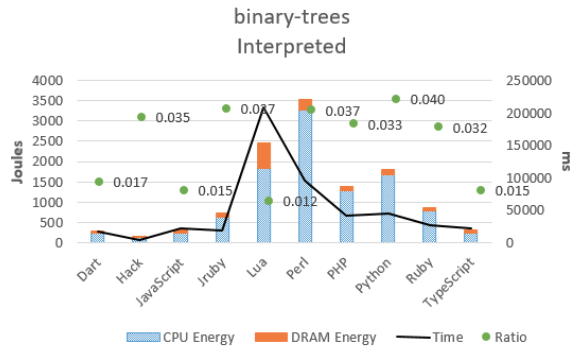 binary-trees
Interpreted
4000
3500
3000
2500
2000
1500
1000
500
0
Joules
250000
200000
150000
100000
50000
0
ms
0.017
0.035
0.015
0.037
0.012
0.037
0.033
0.040
0.032
0.015
Dart
Hack
JavaScript
Jruby
Lua
Perl
PHP
Python
Ruby
TypeScript
CPU Energy DRAM Energy Time Ratio